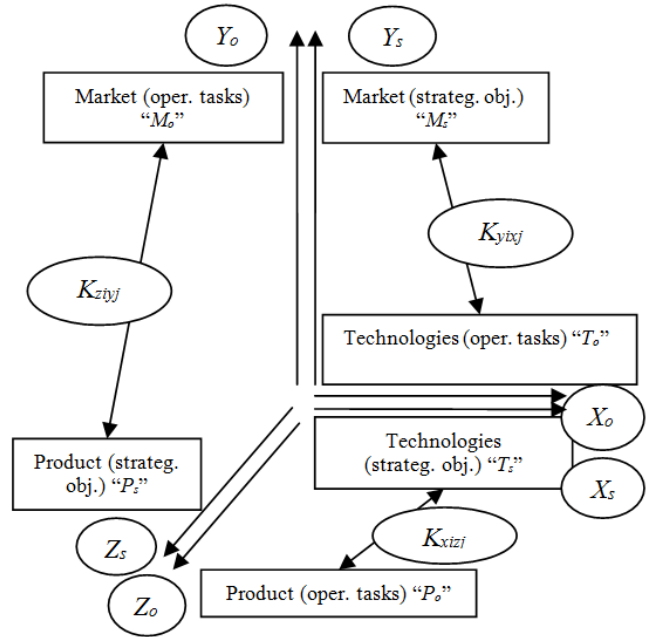 Yo
Ys
Market (oper. tasks)
“Mo”
Market (strateg. obj.)
“Ms”
Kyixj
Kziyj
Technologies (oper. tasks) “To”
Xo
Technologies
(strateg. obj.) “Ts”
Product (strateg.
obj.) “Ps”
Xs
Kxizj
Zs
Zo
Product (oper. tasks) “Po”